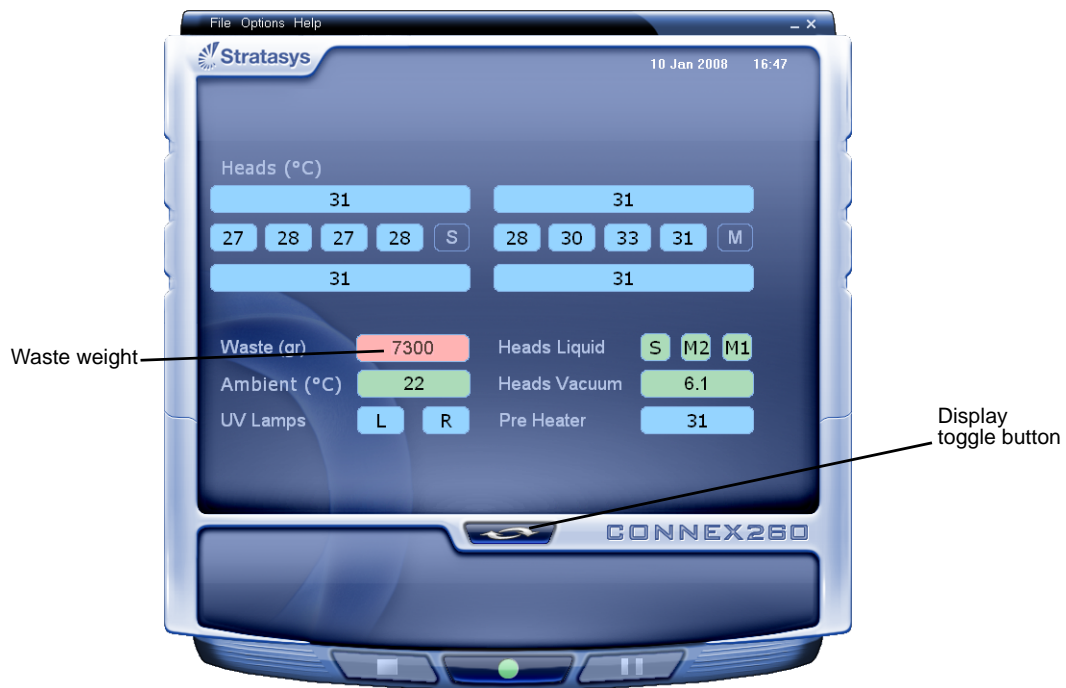 File Options Help
Stratasys
10 Jan 2008 16:47
Heads (°C)
31 31
27 28 27 28 S 28 30 33 31 M
31 31
Waste weight
Waste (gr) 7300 Heads Liquid S M2 M1
Ambient (°C) 22 Heads Vacuum 6.1
UV Lamps L R Pre Heater 31
Display
toggle button
CONNEX260